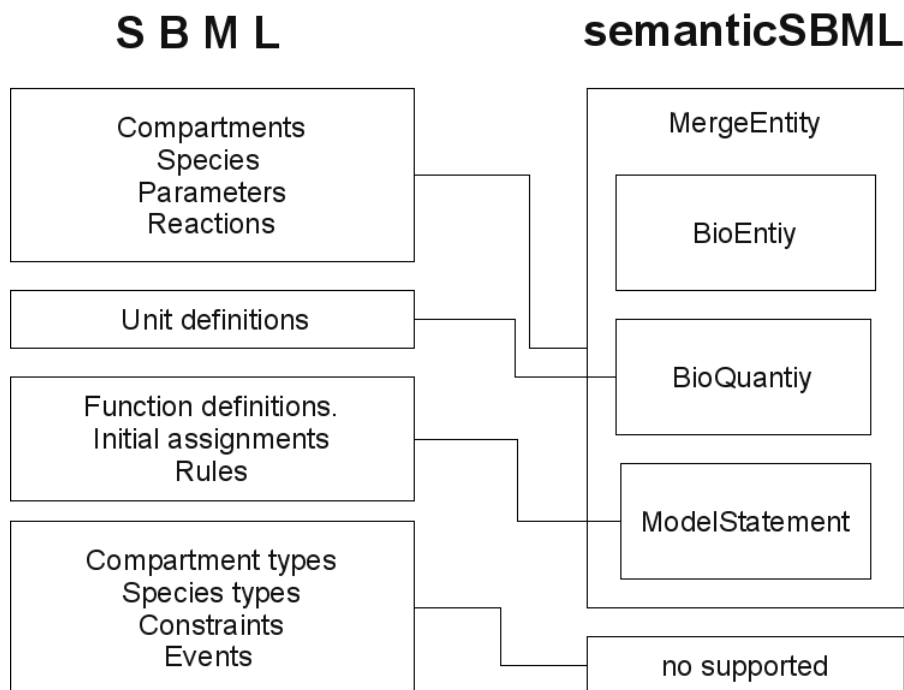 S B M L
Compartments
Species
Parameters
Reactions
Unit definitions
Function definitions.
Initial assignments
Rules
Compartment types
Species types
Constraints
Events
semanticSBML
MergeEntity
BioEntiy
BioQuantiy
ModelStatement
no supported